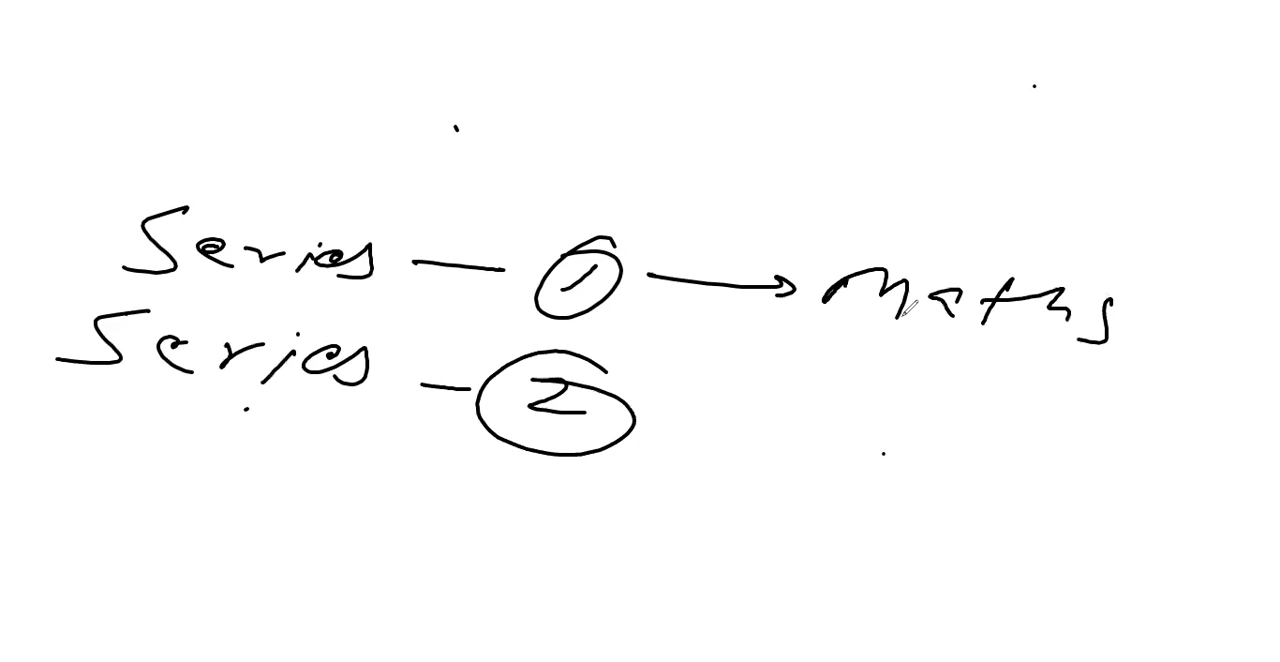 Series — 1 → Maths
Series — 2